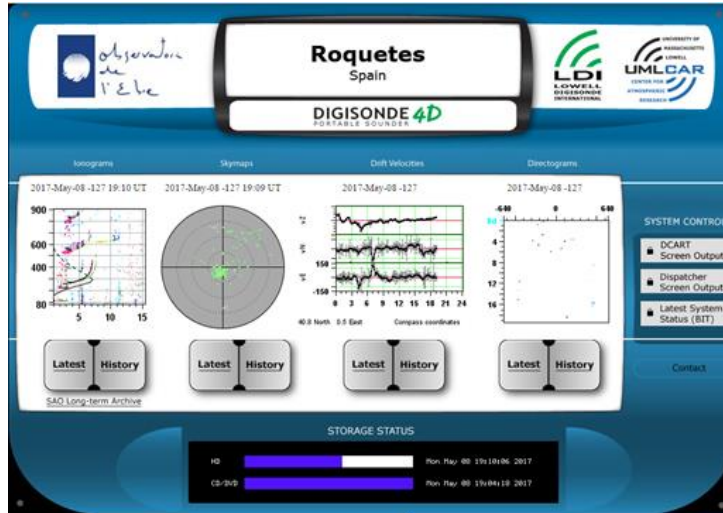 observatori
de
l'Ebre
Roquetes
Spain
DIGISONDE 4D
PORTABLE SOUNDER
LDI
LOWELL
DIGISONDE
INTERNATIONAL
UNIVERSITY OF
MASSACHUSETTS
LOWELL
UMLCAR
CENTER FOR
ATMOSPHERIC
RESEARCH
Ionograms
Skymaps
Drift Velocities
Directograms
2017-May-08 -127 19:10 UT
2017-May-08 -127 19:09 UT
2017-May-08 -127
2017-May-08 -127
900
600
400
80
5 10 15
vZ
vN
vE
150
-150
0 3 6 9 12 15 18 21 24
40.8 North 0.5 East Compass coordinates
-640 0 640
4
8
12
16
SYSTEM CONTROL
DCART
Screen Output
Dispatcher
Screen Output
Latest System
Status (BIT)
Contact
Latest History
Latest History
Latest History
Latest History
SAO Long-term Archive
STORAGE STATUS
HD Mon May 08 19:10:06 2017
CD/DVD Mon May 08 19:04:18 2017